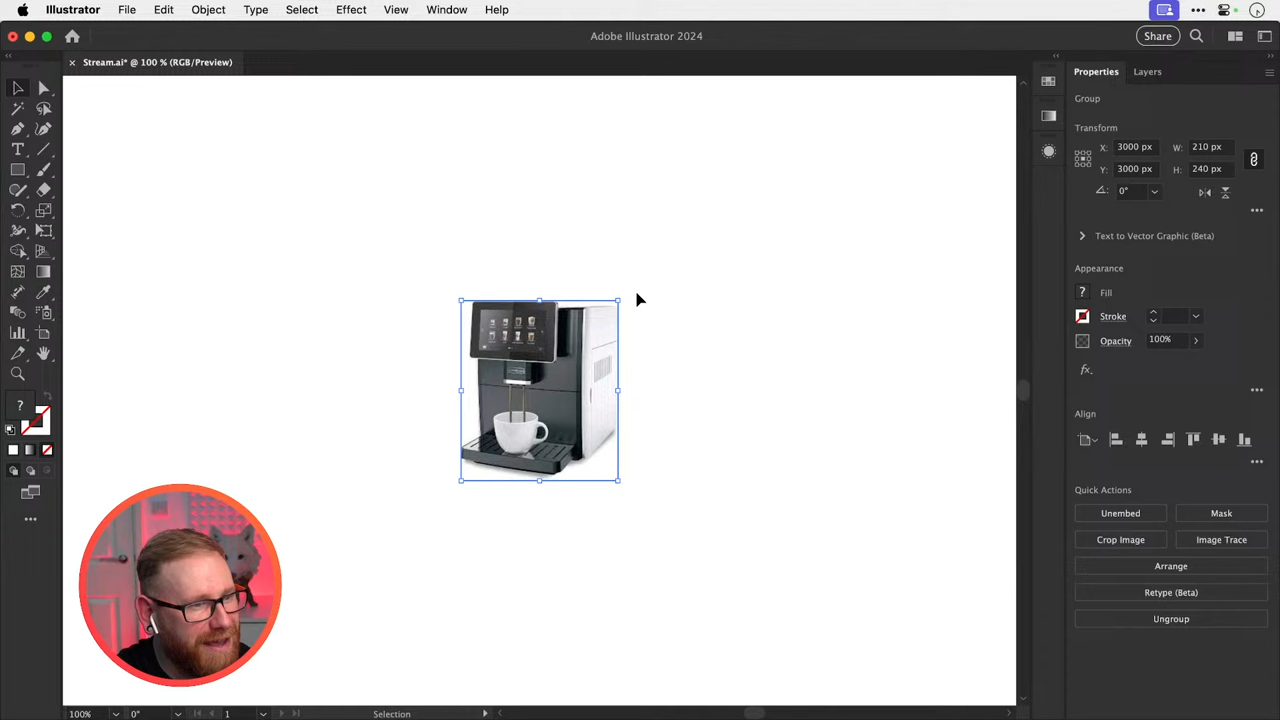 Illustrator File Edit Object Type Select Effect View Window Help
Adobe Illustrator 2024
Share
Stream.ai* @ 100 % (RGB/Preview)
Properties Layers
Group
Transform
X: 3000 px W: 210 px
Y: 3000 px H: 240 px
0°
Text to Vector Graphic (Beta)
Appearance
Fill
Stroke
Opacity 100%
fx.
Align
Quick Actions
Unembed Mask
Crop Image Image Trace
Arrange
Retype (Beta)
Ungroup
100% 0° 1 Selection